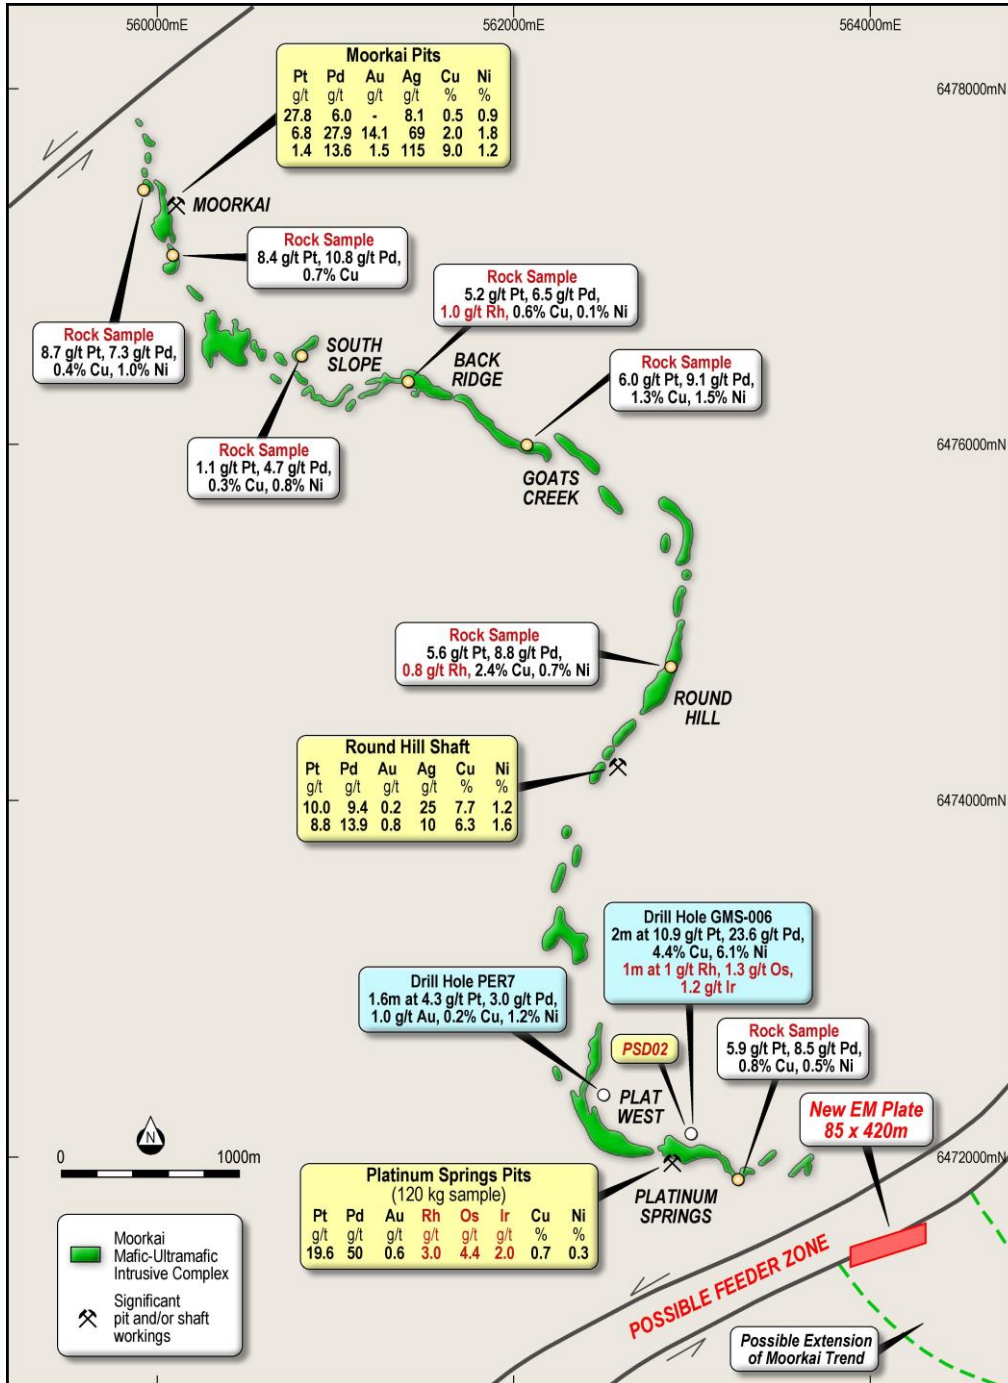 560000mE
562000mE
564000mE
6478000mN
6476000mN
6474000mN
6472000mN
Moorkai Pits
Pt Pd Au Ag Cu Ni
g/t g/t g/t g/t % %
27.8 6.0 - 8.1 0.5 0.9
6.8 27.9 14.1 69 2.0 1.8
1.4 13.6 1.5 115 9.0 1.2
MOORKAI
Rock Sample
8.4 g/t Pt, 10.8 g/t Pd,
0.7% Cu
Rock Sample
8.7 g/t Pt, 7.3 g/t Pd,
0.4% Cu, 1.0% Ni
Rock Sample
5.2 g/t Pt, 6.5 g/t Pd,
1.0 g/t Rh, 0.6% Cu, 0.1% Ni
SOUTH
SLOPE
BACK
RIDGE
Rock Sample
6.0 g/t Pt, 9.1 g/t Pd,
1.3% Cu, 1.5% Ni
Rock Sample
1.1 g/t Pt, 4.7 g/t Pd,
0.3% Cu, 0.8% Ni
GOATS
CREEK
Rock Sample
5.6 g/t Pt, 8.8 g/t Pd,
0.8 g/t Rh, 2.4% Cu, 0.7% Ni
ROUND
HILL
Round Hill Shaft
Pt Pd Au Ag Cu Ni
g/t g/t g/t g/t % %
10.0 9.4 0.2 25 7.7 1.2
8.8 13.9 0.8 10 6.3 1.6
Drill Hole GMS-006
2m at 10.9 g/t Pt, 23.6 g/t Pd,
4.4% Cu, 6.1% Ni
1m at 1 g/t Rh, 1.3 g/t Os,
1.2 g/t Ir
Drill Hole PER7
1.6m at 4.3 g/t Pt, 3.0 g/t Pd,
1.0 g/t Au, 0.2% Cu, 1.2% Ni
PSD02
Rock Sample
5.9 g/t Pt, 8.5 g/t Pd,
0.8% Cu, 0.5% Ni
PLAT
WEST
New EM Plate
85 x 420m
N
0 1000m
Platinum Springs Pits
(120 kg sample)
Pt Pd Au Rh Os Ir Cu Ni
g/t g/t g/t g/t g/t g/t % %
19.6 50 0.6 3.0 4.4 2.0 0.7 0.3
PLATINUM
SPRINGS
POSSIBLE FEEDER ZONE
Moorkai
Mafic-Ultramafic
Intrusive Complex
Significant
pit and/or shaft
workings
Possible Extension
of Moorkai Trend